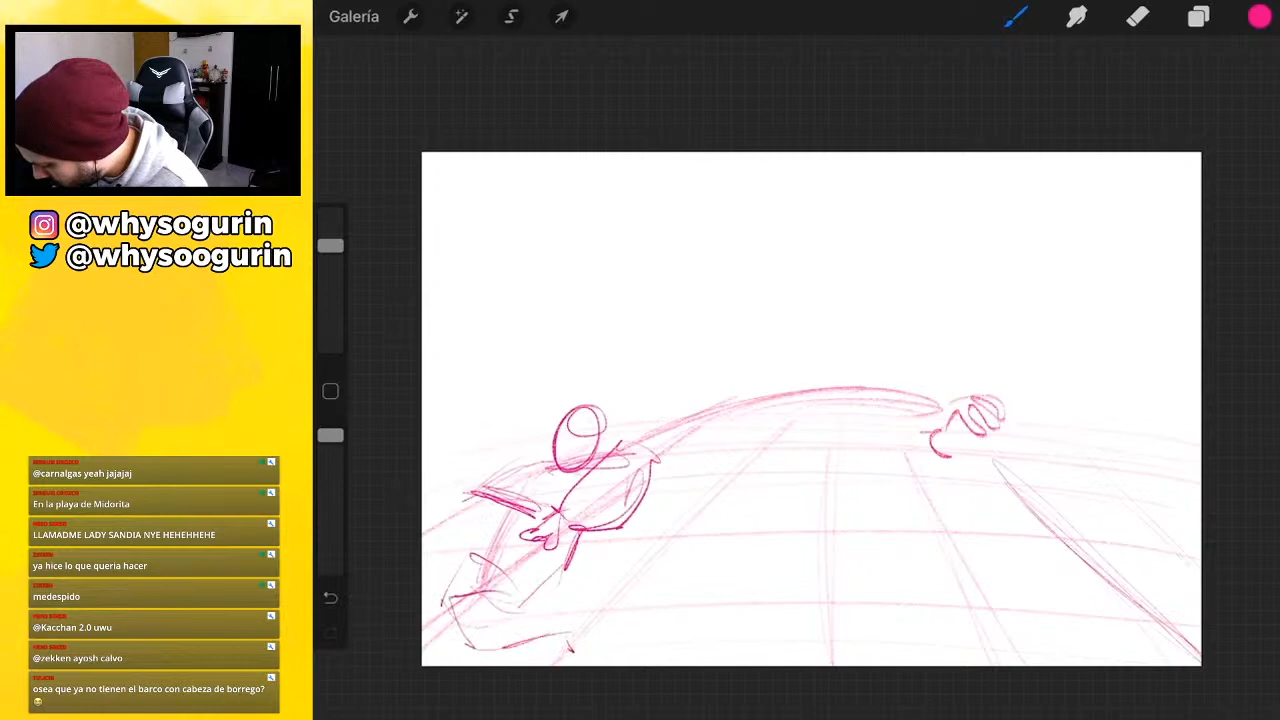 Galería
@whysogurin
@whysoogurin
@carnalgas yeah jajajaj
En la playa de Midorita
LLAMADME LADY SANDIA NYE HEHEHHEHE
ya hice lo que queria hacer
medespido
@Kacchan 2.0 uwu
@zekken ayosh calvo
osea que ya no tienen el barco con cabeza de borrego?